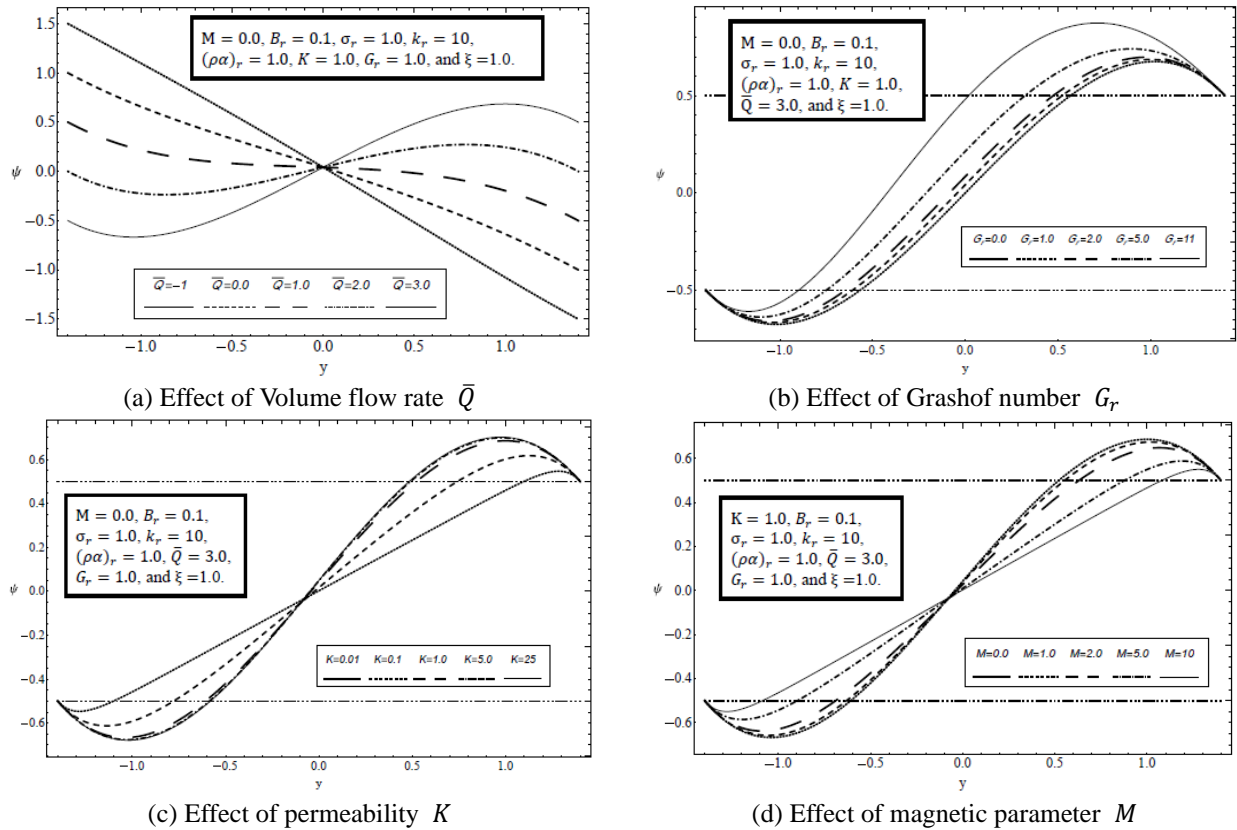 M = 0.0, B_r = 0.1, σ_r = 1.0, k_r = 10,
(ρα)_r = 1.0, K = 1.0, G_r = 1.0, and ξ =1.0.
1.5
1.0
0.5
ψ 0.0
−0.5
−1.0
−1.5
Q̅=−1 Q̅=0.0 Q̅=1.0 Q̅=2.0 Q̅=3.0
−1.0 −0.5 0.0 0.5 1.0
y
(a) Effect of Volume flow rate Q̅
M = 0.0, B_r = 0.1,
σ_r = 1.0, k_r = 10,
(ρα)_r = 1.0, K = 1.0,
Q̅ = 3.0, and ξ =1.0.
0.5
ψ 0.0
−0.5
G_r=0.0 G_r=1.0 G_r=2.0 G_r=5.0 G_r=11
−1.0 −0.5 0.0 0.5 1.0
y
(b) Effect of Grashof number G_r
0.6
0.4
M = 0.0, B_r = 0.1,
σ_r = 1.0, k_r = 10,
(ρα)_r = 1.0, Q̅ = 3.0,
G_r = 1.0, and ξ =1.0.
0.2
ψ 0.0
0.2
−0.4
−0.6
K=0.01 K=0.1 K=1.0 K=5.0 K=25
−1.0 −0.5 0.0 0.5 1.0
y
(c) Effect of permeability K
0.6
0.4
K = 1.0, B_r = 0.1,
σ_r = 1.0, k_r = 10,
(ρα)_r = 1.0, Q̅ = 3.0,
G_r = 1.0, and ξ =1.0.
0.2
ψ 0.0
−0.2
−0.4
−0.6
M=0.0 M=1.0 M=2.0 M=5.0 M=10
−1.0 −0.5 0.0 0.5 1.0
y
(d) Effect of magnetic parameter M